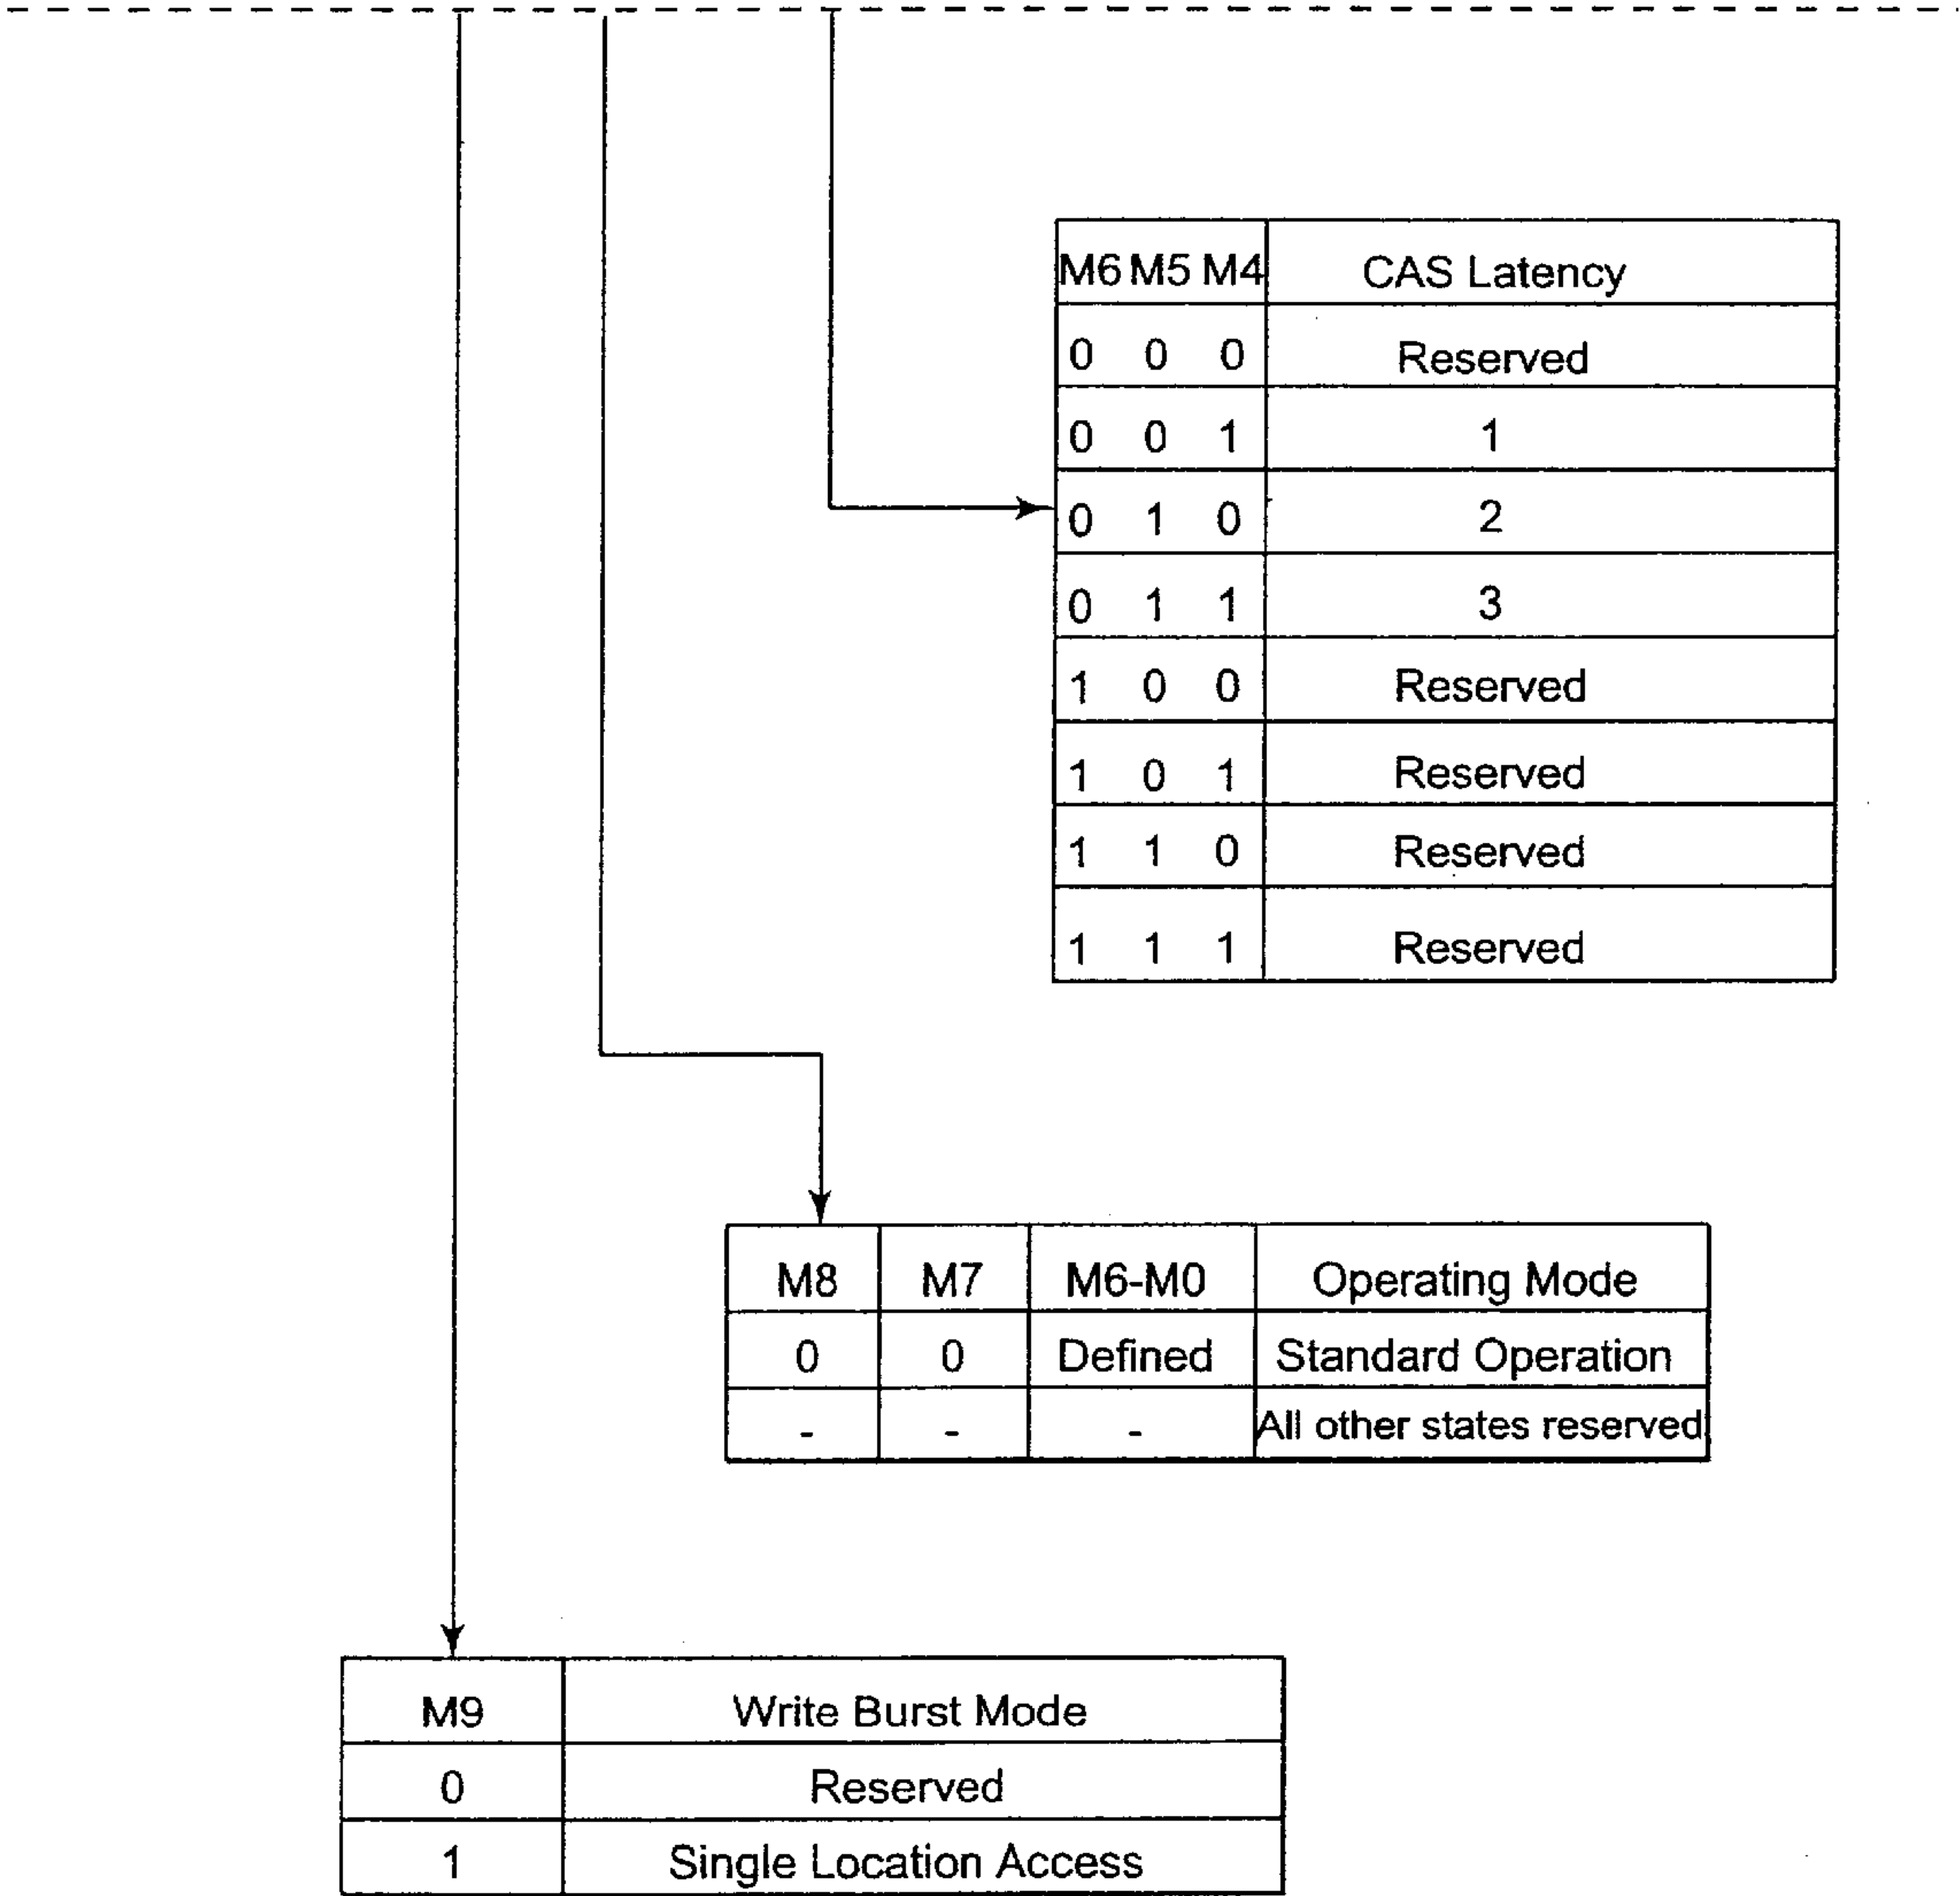 M6 M5 M4 CAS Latency
0 0 0 Reserved
0 0 1 1
0 1 0 2
0 1 1 3
1 0 0 Reserved
1 0 1 Reserved
1 1 0 Reserved
1 1 1 Reserved
M8 M7 M6-M0 Operating Mode
0 0 Defined Standard Operation
- - - All other states reserved
M9 Write Burst Mode
0 Reserved
1 Single Location Access